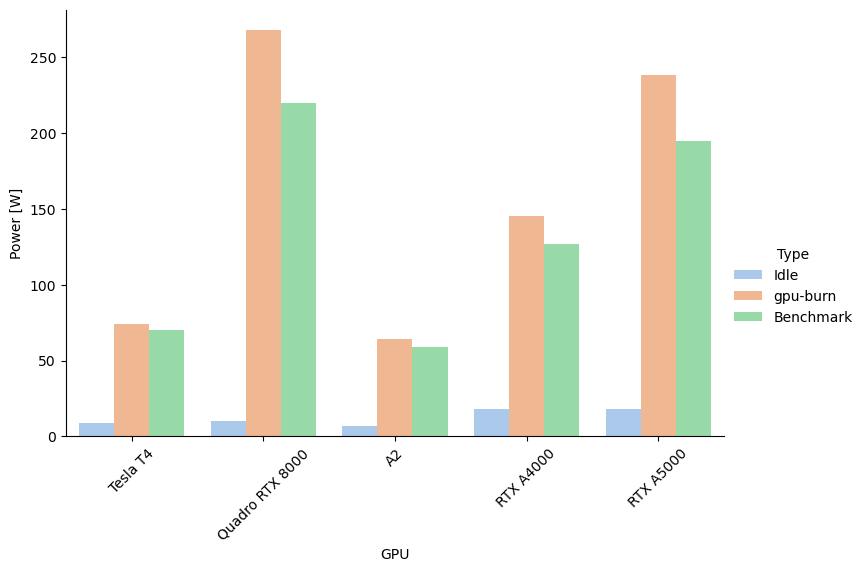 250
200
150
100
50
0
Power [W]
Tesla T4
Quadro RTX 8000
A2
RTX A4000
RTX A5000
GPU
Type
Idle
gpu-burn
Benchmark